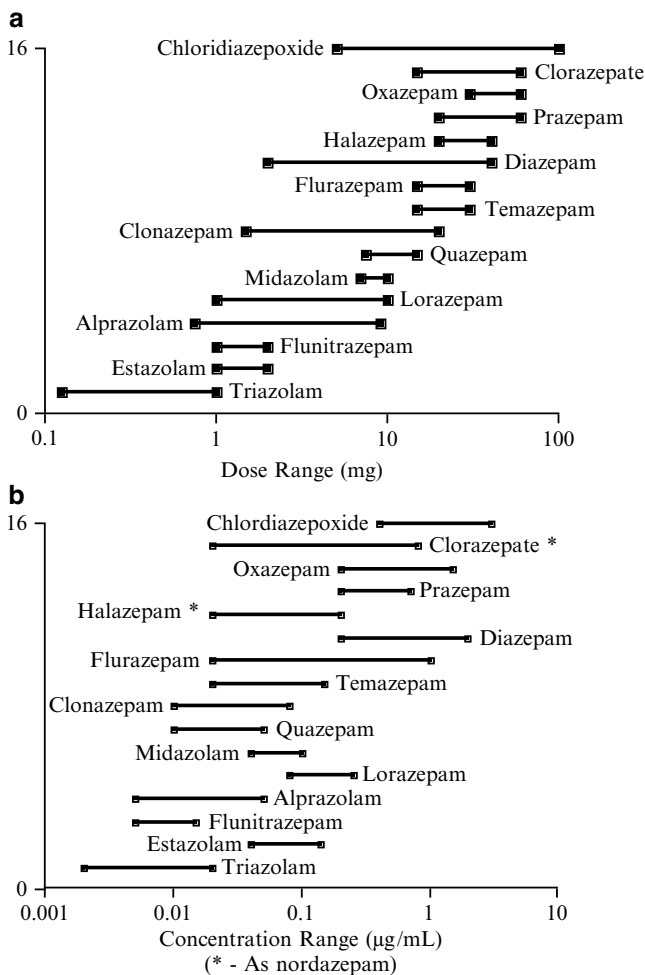 a
16
Chloridiazepoxide
Clorazepate
Oxazepam
Prazepam
Halazepam
Diazepam
Flurazepam
Temazepam
Clonazepam
Quazepam
Midazolam
Lorazepam
Alprazolam
Flunitrazepam
Estazolam
Triazolam
0
0.1 1 10 100
Dose Range (mg)
b
16
Chlordiazepoxide
Clorazepate *
Oxazepam
Prazepam
Halazepam *
Diazepam
Flurazepam
Temazepam
Clonazepam
Quazepam
Midazolam
Lorazepam
Alprazolam
Flunitrazepam
Estazolam
Triazolam
0
0.001 0.01 0.1 1 10
Concentration Range (μg/mL)
(* - As nordazepam)